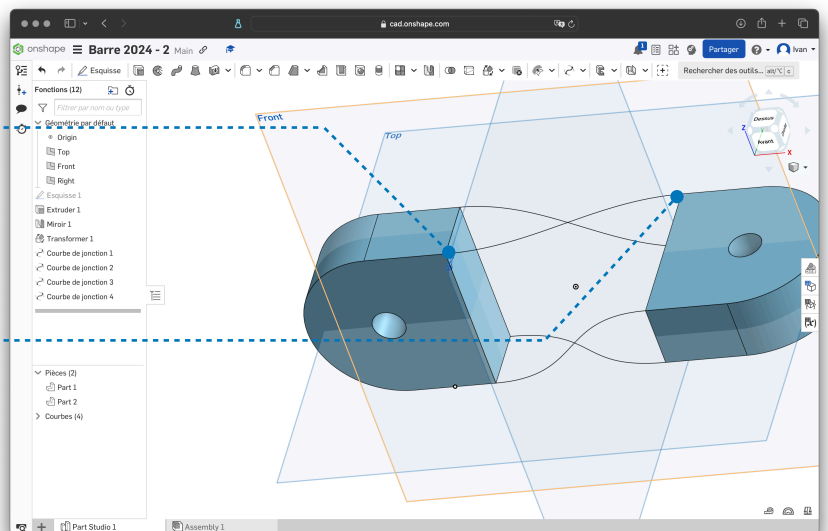 cad.onshape.com
onshape
Barre 2024 - 2 Main
1
Partager
Ivan
Esquisse
Rechercher des outils... alt/⌥ c
Fonctions (12)
Filtrer par nom ou type
Géométrie par défaut
Origin
Top
Front
Right
Esquisse 1
Extruder 1
Miroir 1
Transformer 1
Courbe de jonction 1
Courbe de jonction 2
Courbe de jonction 3
Courbe de jonction 4
Pièces (2)
Part 1
Part 2
Courbes (4)
Front
Top
Dessus
Avant
Z
X
Part Studio 1
Assembly 1